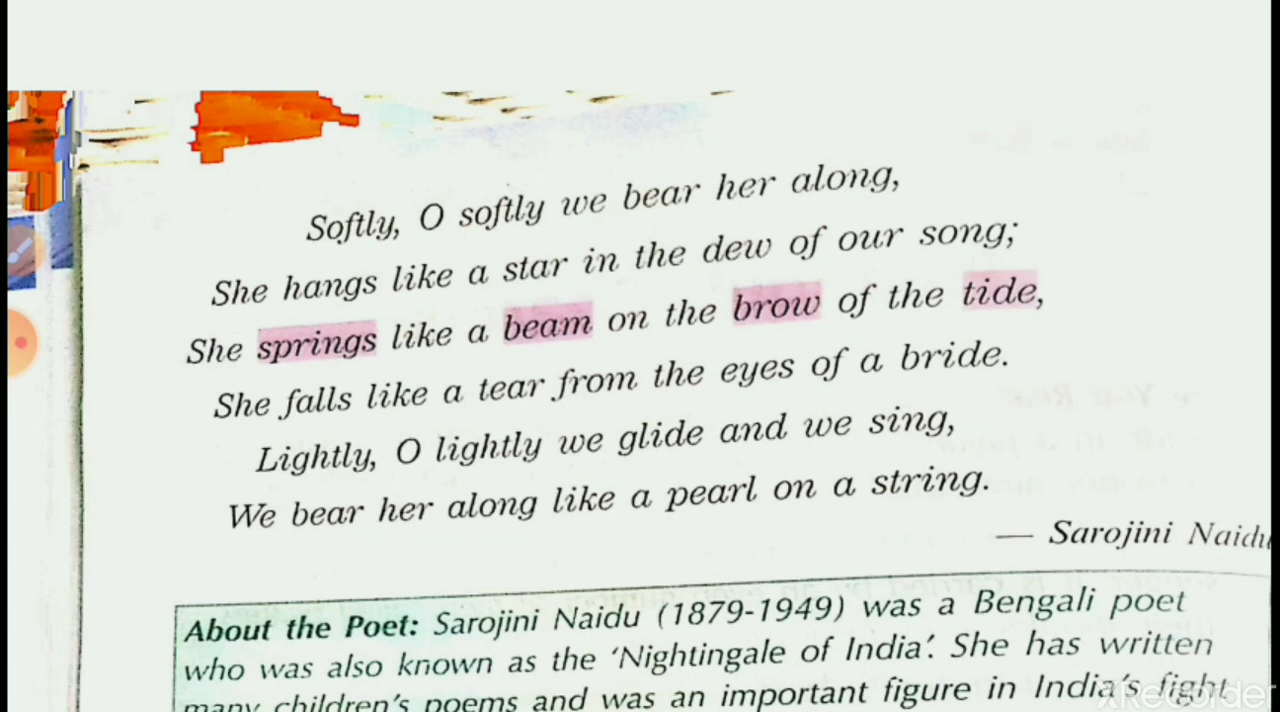 Softly, O softly we bear her along,
She hangs like a star in the dew of our song;
She springs like a beam on the brow of the tide,
She falls like a tear from the eyes of a bride.
Lightly, O lightly we glide and we sing,
We bear her along like a pearl on a string.
— Sarojini Naidu
About the Poet: Sarojini Naidu (1879-1949) was a Bengali poet
who was also known as the 'Nightingale of India'. She has written
many children's poems and was an important figure in India's fight
xRecorder